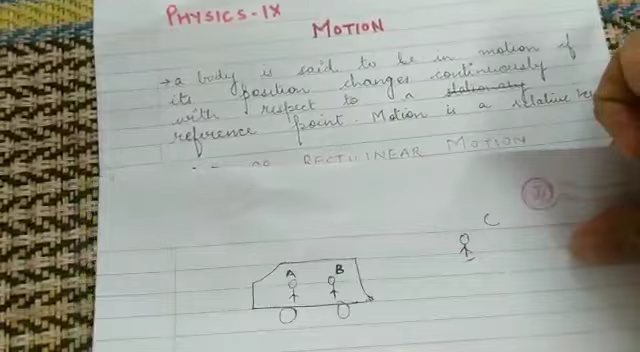 PHYSICS-IX
MOTION
→ a body is said to be in motion if
its position changes continuously
with respect to a stationary
reference point. Motion is a relative
RECTILINEAR MOTION
C
A B